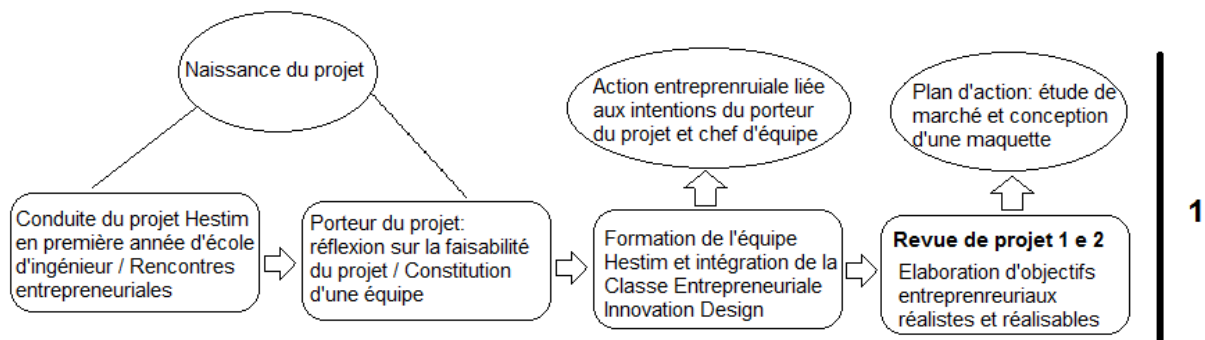 Naissance du projet
Action entreprenruiale liée
aux intentions du porteur
du projet et chef d'équipe
Plan d'action: étude de
marché et conception
d'une maquette
Conduite du projet Hestim
en première année d'école
d'ingénieur / Rencontres
entrepreneuriales
Porteur du projet:
réflexion sur la faisabilité
du projet / Constitution
d'une équipe
Formation de l'équipe
Hestim et intégration de la
Classe Entrepreneuriale
Innovation Design
Revue de projet 1 e 2
Elaboration d'objectifs
entreprenreuriaux
réalistes et réalisables
1